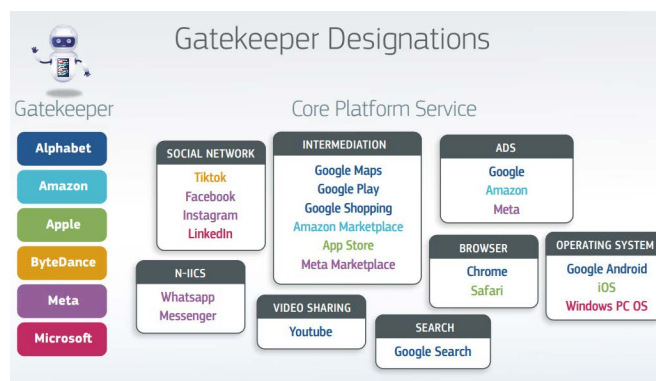 Gatekeeper Designations
Gatekeeper
Core Platform Service
Alphabet
Amazon
Apple
ByteDance
Meta
Microsoft
SOCIAL NETWORK
Tiktok
Facebook
Instagram
LinkedIn
INTERMEDIATION
Google Maps
Google Play
Google Shopping
Amazon Marketplace
App Store
Meta Marketplace
ADS
Google
Amazon
Meta
N-IICS
Whatsapp
Messenger
VIDEO SHARING
Youtube
BROWSER
Chrome
Safari
OPERATING SYSTEM
Google Android
iOS
Windows PC OS
SEARCH
Google Search